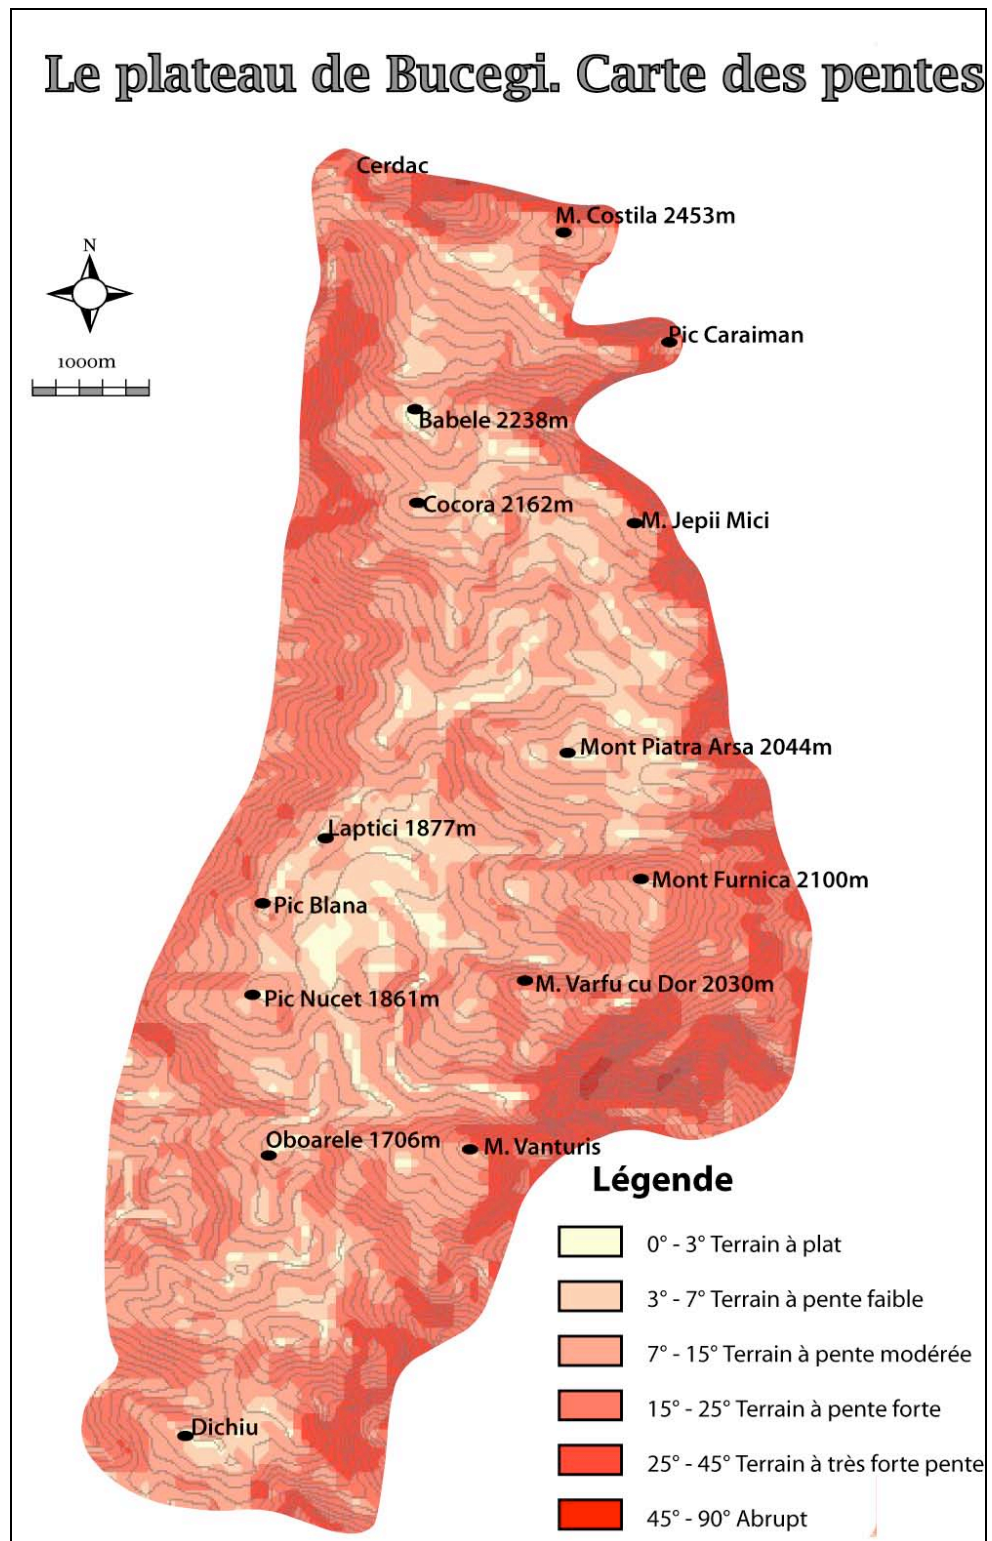 Le plateau de Bucegi. Carte des pentes
Cerdac
M. Costila 2453m
N
Pic Caraiman
1000m
Babele 2238m
Cocora 2162m
M. Jepii Mici
Mont Piatra Arsa 2044m
Laptici 1877m
Mont Furnica 2100m
Pic Blana
M. Varfu cu Dor 2030m
Pic Nucet 1861m
Oboarele 1706m
M. Vanturis
Légende
0° - 3° Terrain à plat
3° - 7° Terrain à pente faible
7° - 15° Terrain à pente modérée
15° - 25° Terrain à pente forte
25° - 45° Terrain à très forte pente
45° - 90° Abrupt
Dichiu